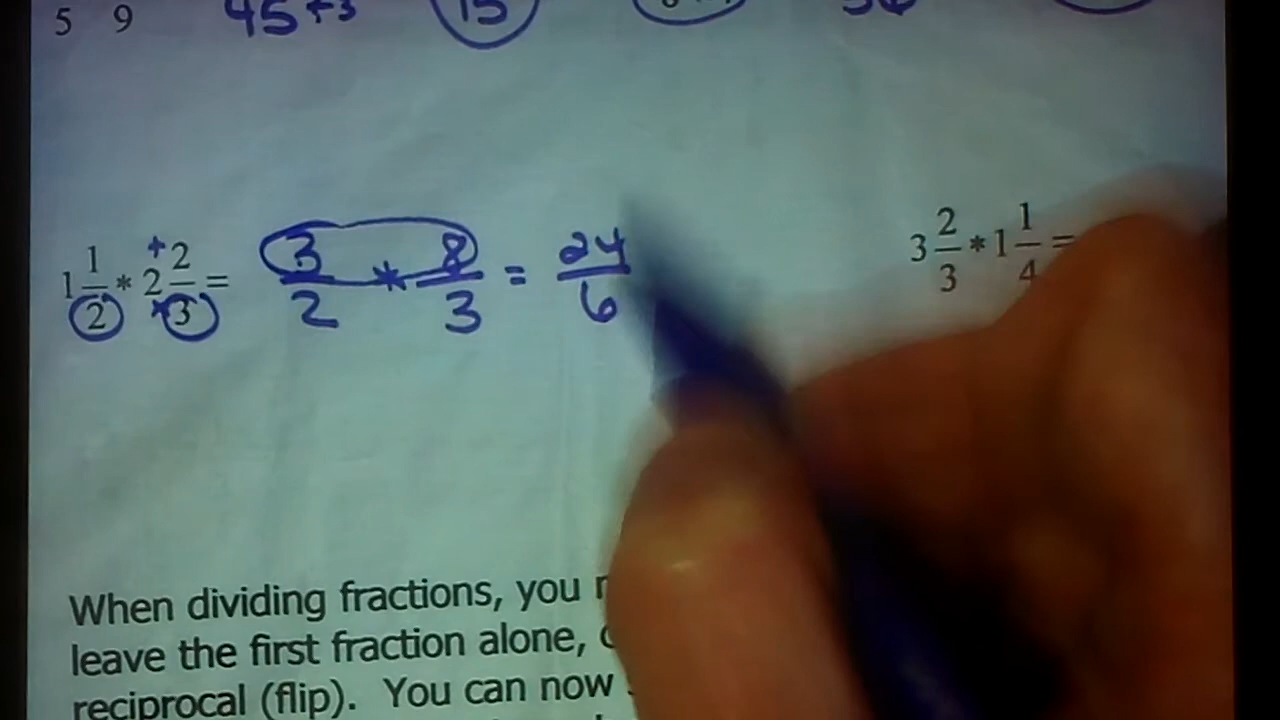 5 9 45 ÷3 15
1 1/2 * 2 2/3 = 3/2 * 8/3 = 24/6
+ *
3 2/3 * 1 1/4 =
When dividing fractions, you
leave the first fraction alone,
reciprocal (flip). You can now